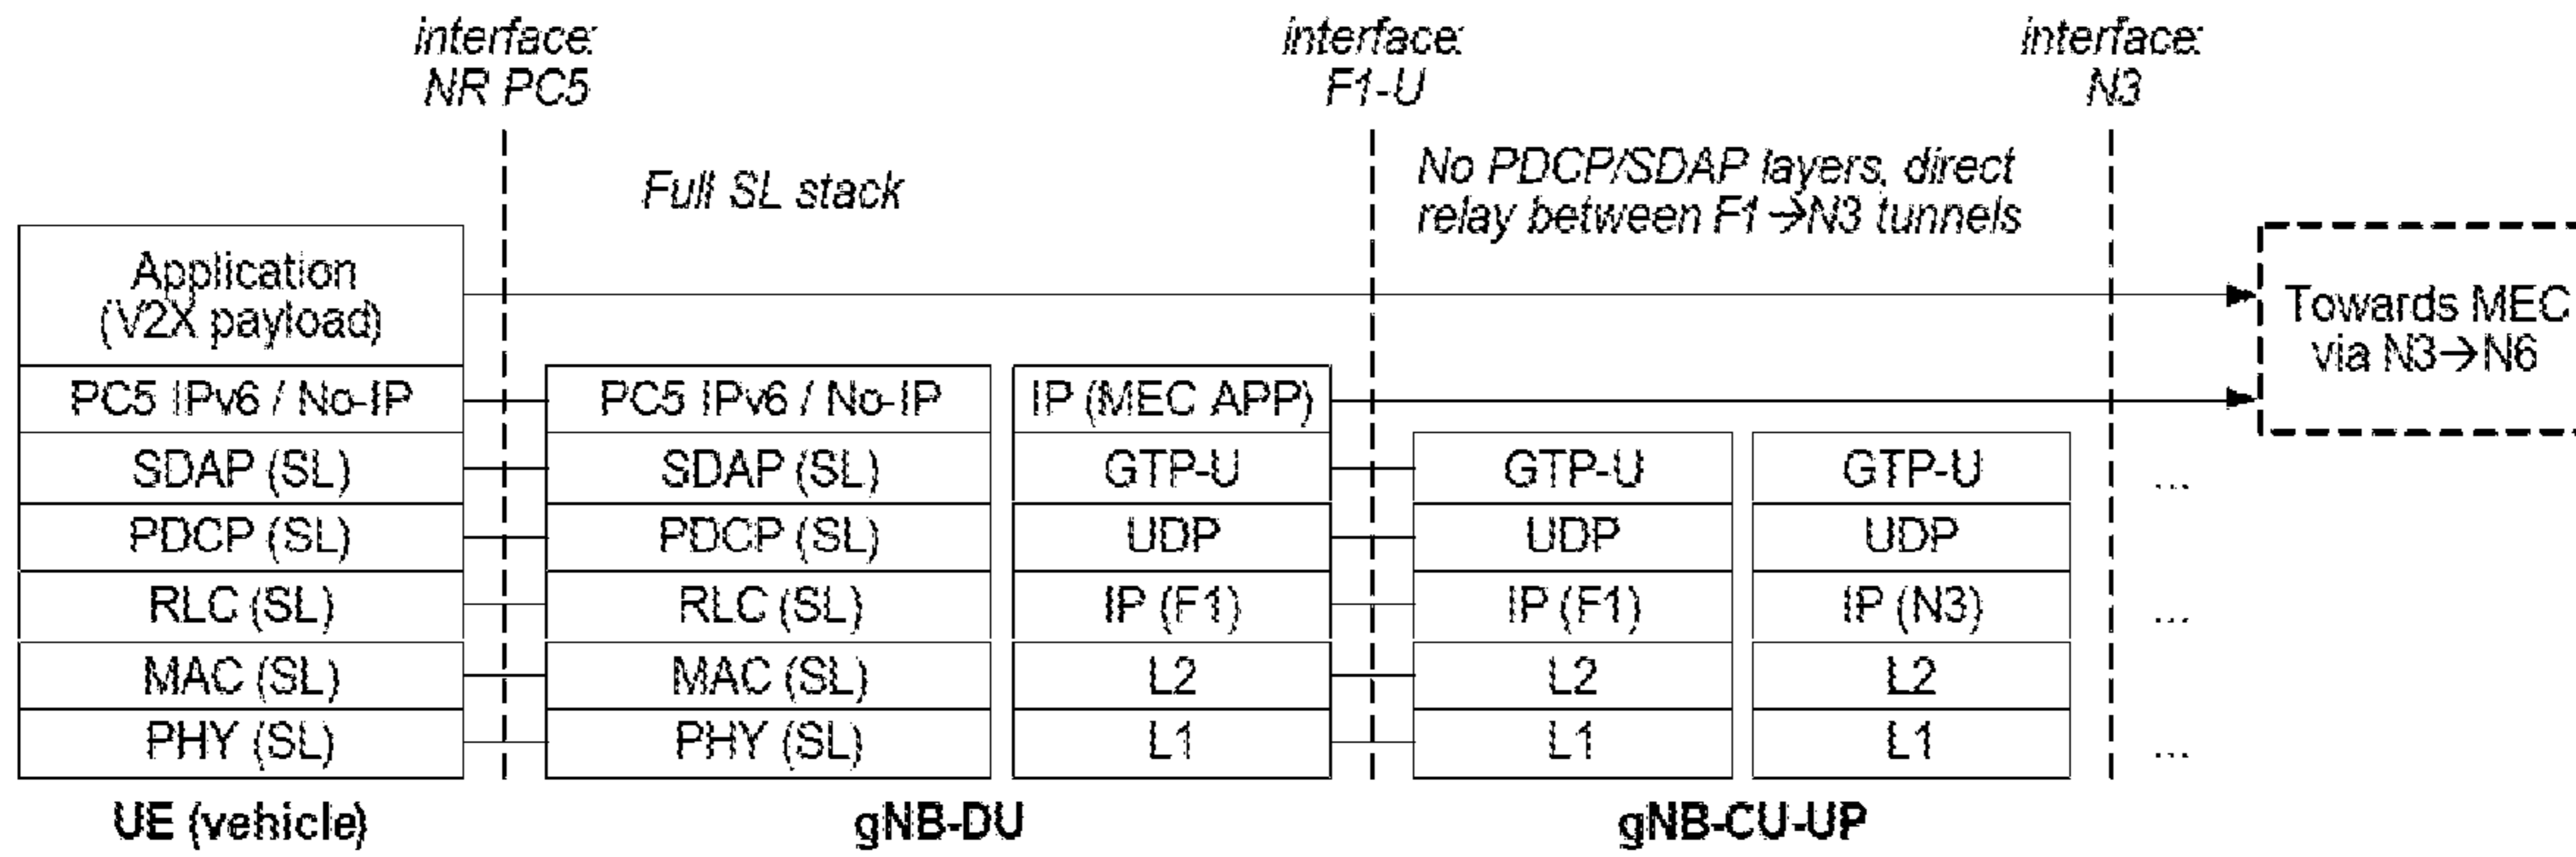 interface:
NR PC5
interface:
F1-U
interface:
N3
Full SL stack
No PDCP/SDAP layers, direct
relay between F1→N3 tunnels
Application
(V2X payload)
PC5 IPv6 / No-IP
SDAP (SL)
PDCP (SL)
RLC (SL)
MAC (SL)
PHY (SL)
UE (vehicle)
PC5 IPv6 / No-IP
SDAP (SL)
PDCP (SL)
RLC (SL)
MAC (SL)
PHY (SL)
IP (MEC APP)
GTP-U
UDP
IP (F1)
L2
L1
gNB-DU
GTP-U
UDP
IP (F1)
L2
L1
GTP-U
UDP
IP (N3)
L2
L1
gNB-CU-UP
...
...
...
Towards MEC
via N3→N6